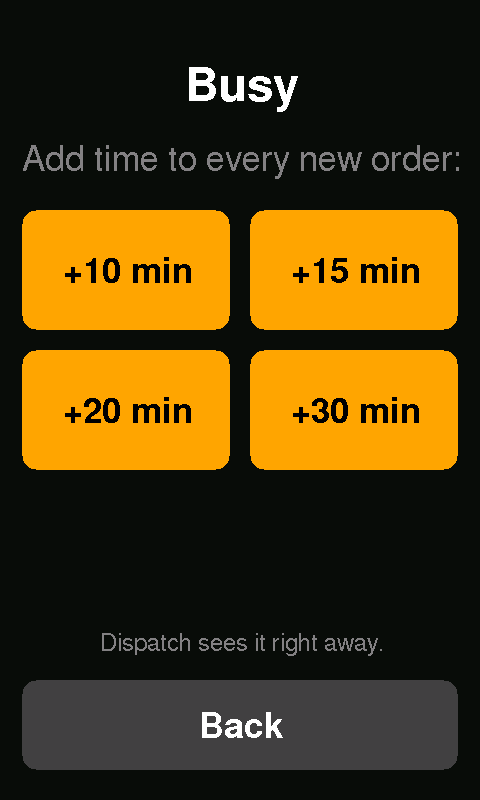 Busy
Add time to every new order:
+10 min
+15 min
+20 min
+30 min
Dispatch sees it right away.
Back